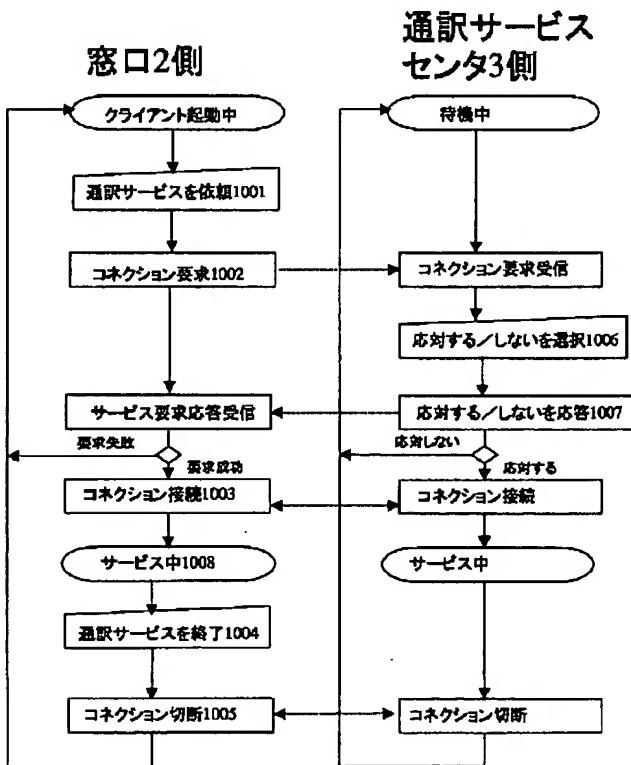 窓口2側
クライアント起動中
通訳サービスを依頼1001
コネクション要求1002
サービス要求応答受信
要求失敗
要求成功
コネクション接続1003
サービス中1008
通訳サービスを終了1004
コネクション切断1005
通訳サービス
センタ3側
待機中
コネクション要求受信
応対する/しないを選択1006
応対する/しないを応答1007
応対しない
応対する
コネクション接続
サービス中
コネクション切断